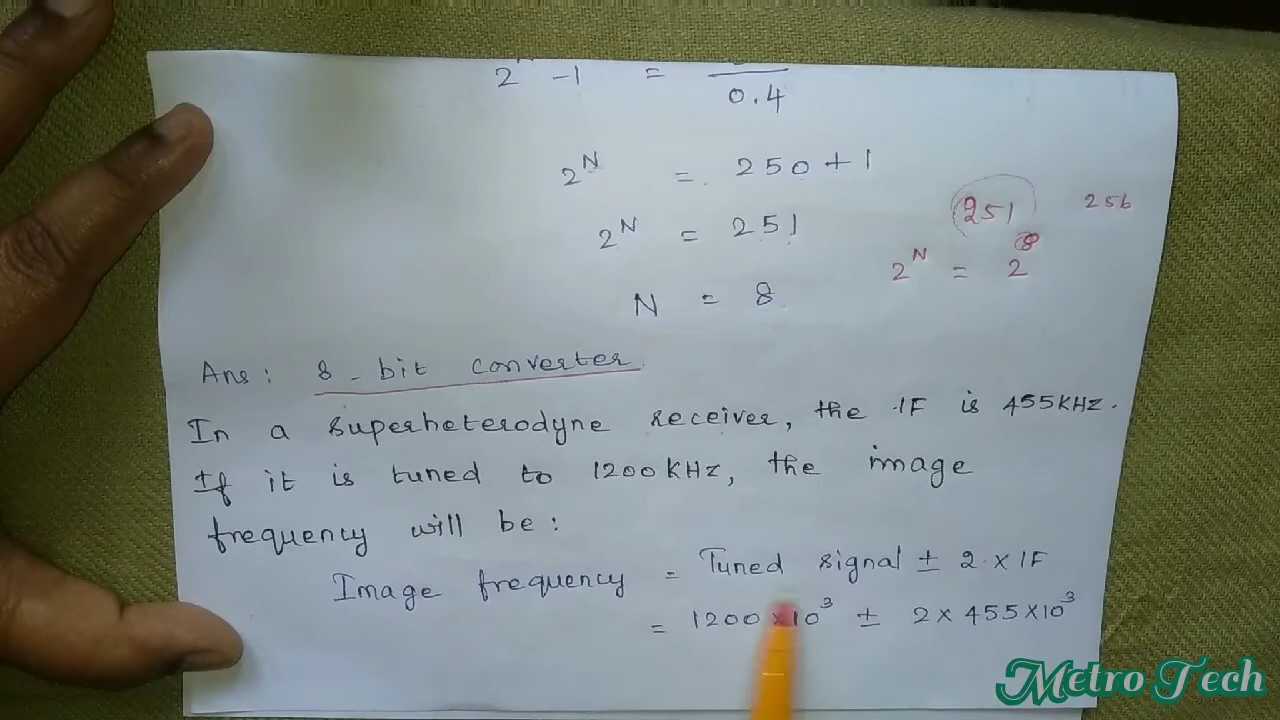 2^N - 1 = ―
0.4
2^N = 250 + 1
2^N = 251
251 256
2^N = 2^8
N = 8
Ans : 8 - bit converter.
In a superheterodyne receiver, the IF is 455KHZ.
If it is tuned to 1200KHZ, the image
frequency will be :
Image frequency = Tuned signal ± 2 × IF
= 1200 × 10^3 ± 2 × 455 × 10^3
Metro Tech